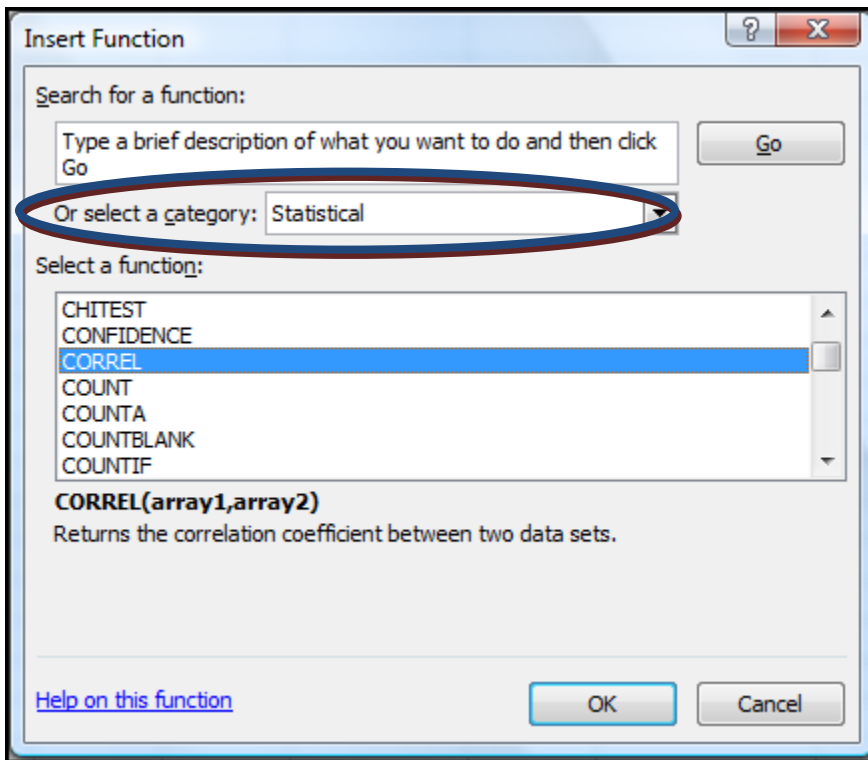 Insert Function
Search for a function:
Type a brief description of what you want to do and then click
Go
Go
Or select a category: Statistical
Select a function:
CHITEST
CONFIDENCE
CORREL
COUNT
COUNTA
COUNTBLANK
COUNTIF
CORREL(array1,array2)
Returns the correlation coefficient between two data sets.
Help on this function
OK
Cancel